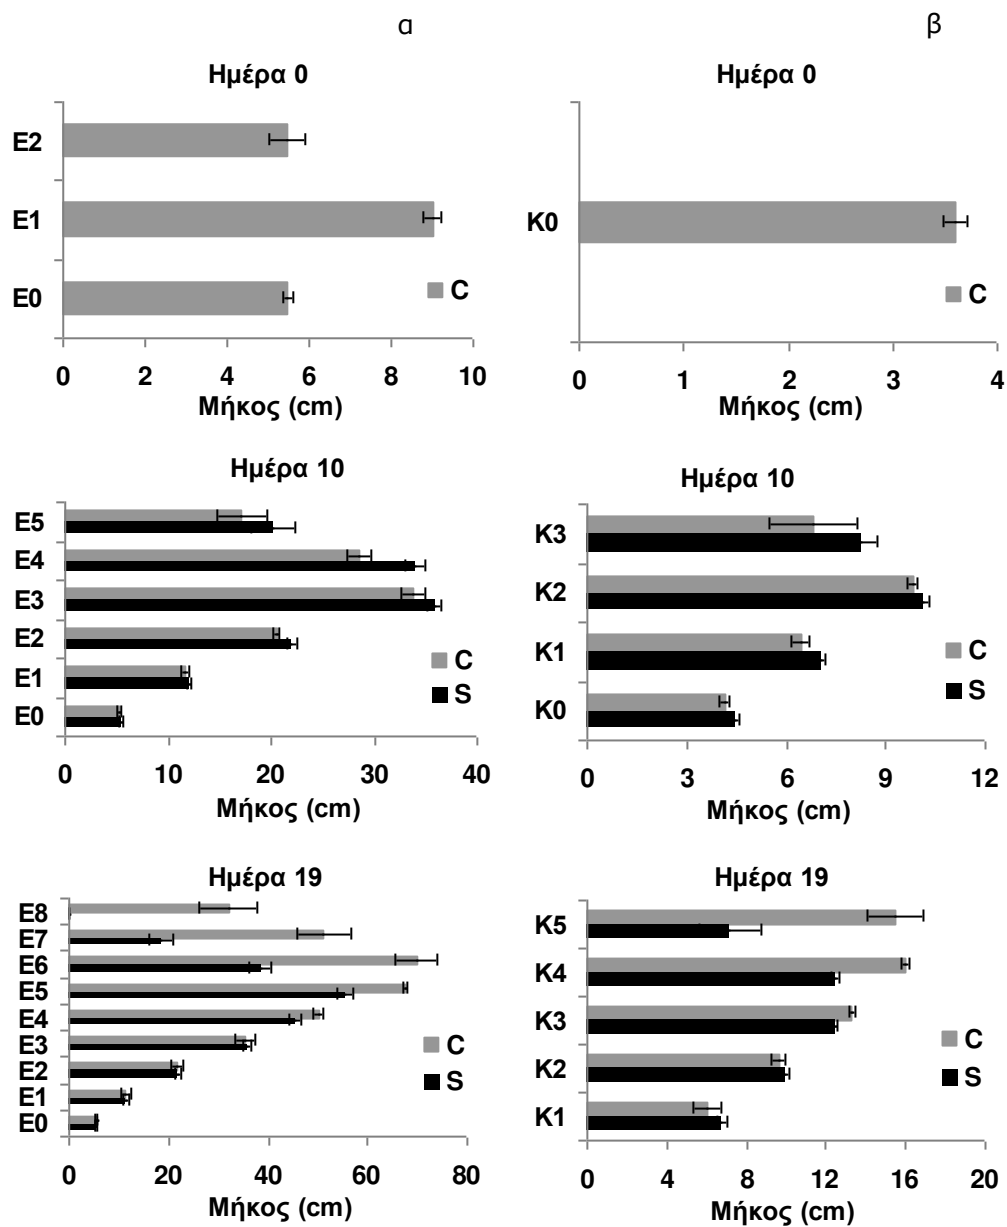 α
β
Ημέρα 0
E2
E1
E0
C
0 2 4 6 8 10
Μήκος (cm)
Ημέρα 0
K0
C
0 1 2 3 4
Μήκος (cm)
Ημέρα 10
E5
E4
E3
E2
E1
E0
C
S
0 10 20 30 40
Μήκος (cm)
Ημέρα 10
K3
K2
K1
K0
C
S
0 3 6 9 12
Μήκος (cm)
Ημέρα 19
E8
E7
E6
E5
E4
E3
E2
E1
E0
C
S
0 20 40 60 80
Μήκος (cm)
Ημέρα 19
K5
K4
K3
K2
K1
C
S
0 4 8 12 16 20
Μήκος (cm)